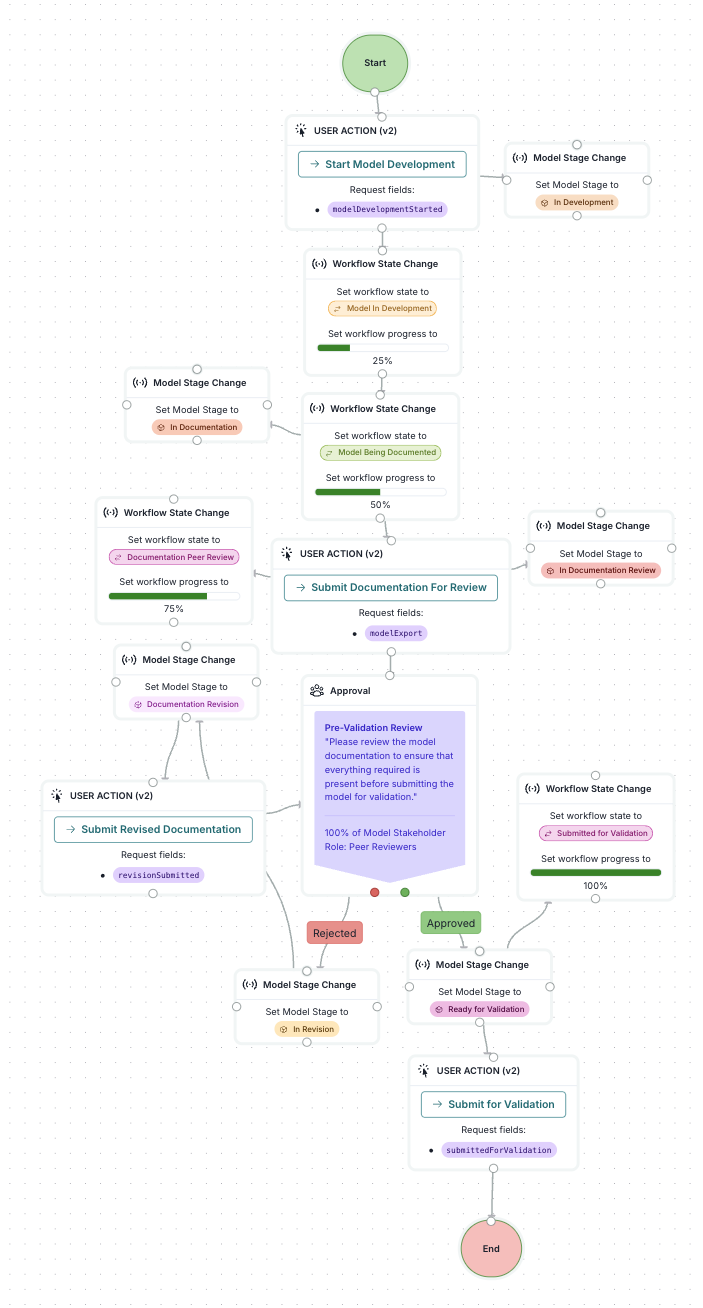 Start
USER ACTION (v2)
Start Model Development
Request fields:
modelDevelopmentStarted
Model Stage Change
Set Model Stage to
In Development
Workflow State Change
Set workflow state to
Model In Development
Set workflow progress to
25%
Model Stage Change
Set Model Stage to
In Documentation
Workflow State Change
Set workflow state to
Model Being Documented
Set workflow progress to
50%
Workflow State Change
Set workflow state to
Documentation Peer Review
Set workflow progress to
75%
USER ACTION (v2)
Submit Documentation For Review
Request fields:
modelExport
Model Stage Change
Set Model Stage to
In Documentation Review
Model Stage Change
Set Model Stage to
Documentation Revision
Approval
Pre-Validation Review
"Please review the model
documentation to ensure that
everything required is
present before submitting the
model for validation."
100% of Model Stakeholder
Role: Peer Reviewers
USER ACTION (v2)
Submit Revised Documentation
Request fields:
revisionSubmitted
Workflow State Change
Set workflow state to
Submitted for Validation
Set workflow progress to
100%
Rejected
Approved
Model Stage Change
Set Model Stage to
In Revision
Model Stage Change
Set Model Stage to
Ready for Validation
USER ACTION (v2)
Submit for Validation
Request fields:
submittedForValidation
End